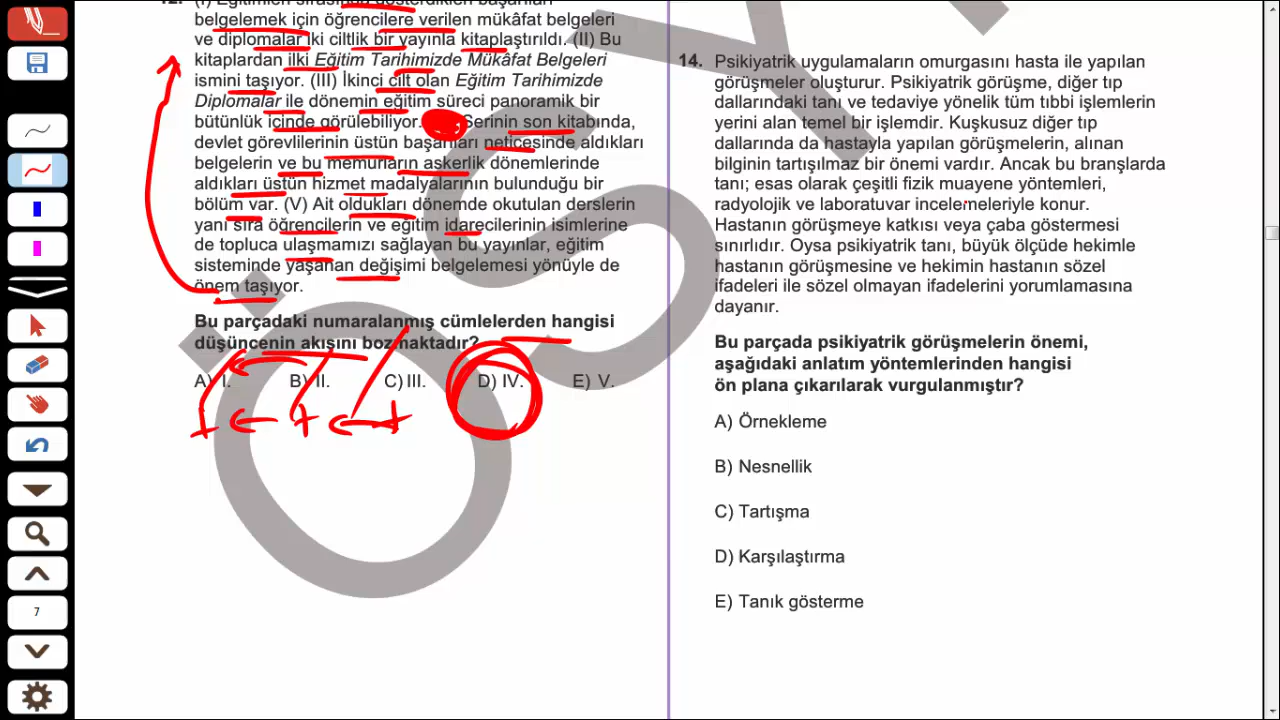 12. (I) Eğitimleri sırasında gösterdikleri başarıları
belgelemek için öğrencilere verilen mükâfat belgeleri
ve diplomalar iki ciltlik bir yayınla kitaplaştırıldı. (II) Bu
kitaplardan ilki Eğitim Tarihimizde Mükâfat Belgeleri
ismini taşıyor. (III) İkinci cilt olan Eğitim Tarihimizde
Diplomalar ile dönemin eğitim süreci panoramik bir
bütünlük içinde görülebiliyor. Serinin son kitabında,
devlet görevlilerinin üstün başarıları neticesinde aldıkları
belgelerin ve bu memurların askerlik dönemlerinde
aldıkları üstün hizmet madalyalarının bulunduğu bir
bölüm var. (V) Ait oldukları dönemde okutulan derslerin
yanı sıra öğrencilerin ve eğitim idarecilerinin isimlerine
de topluca ulaşmamızı sağlayan bu yayınlar, eğitim
sisteminde yaşanan değişimi belgelemesi yönüyle de
önem taşıyor.
Bu parçadaki numaralanmış cümlelerden hangisi
düşüncenin akışını bozmaktadır?
A) I. B) II. C) III. D) IV. E) V.
14. Psikiyatrik uygulamaların omurgasını hasta ile yapılan
görüşmeler oluşturur. Psikiyatrik görüşme, diğer tıp
dallarındaki tanı ve tedaviye yönelik tüm tıbbi işlemlerin
yerini alan temel bir işlemdir. Kuşkusuz diğer tıp
dallarında da hastayla yapılan görüşmelerin, alınan
bilginin tartışılmaz bir önemi vardır. Ancak bu branşlarda
tanı; esas olarak çeşitli fizik muayene yöntemleri,
radyolojik ve laboratuvar incelemeleriyle konur.
Hastanın görüşmeye katkısı veya çaba göstermesi
sınırlıdır. Oysa psikiyatrik tanı, büyük ölçüde hekimle
hastanın görüşmesine ve hekimin hastanın sözel
ifadeleri ile sözel olmayan ifadelerini yorumlamasına
dayanır.
Bu parçada psikiyatrik görüşmelerin önemi,
aşağıdaki anlatım yöntemlerinden hangisi
ön plana çıkarılarak vurgulanmıştır?
A) Örnekleme
B) Nesnellik
C) Tartışma
D) Karşılaştırma
E) Tanık gösterme
7